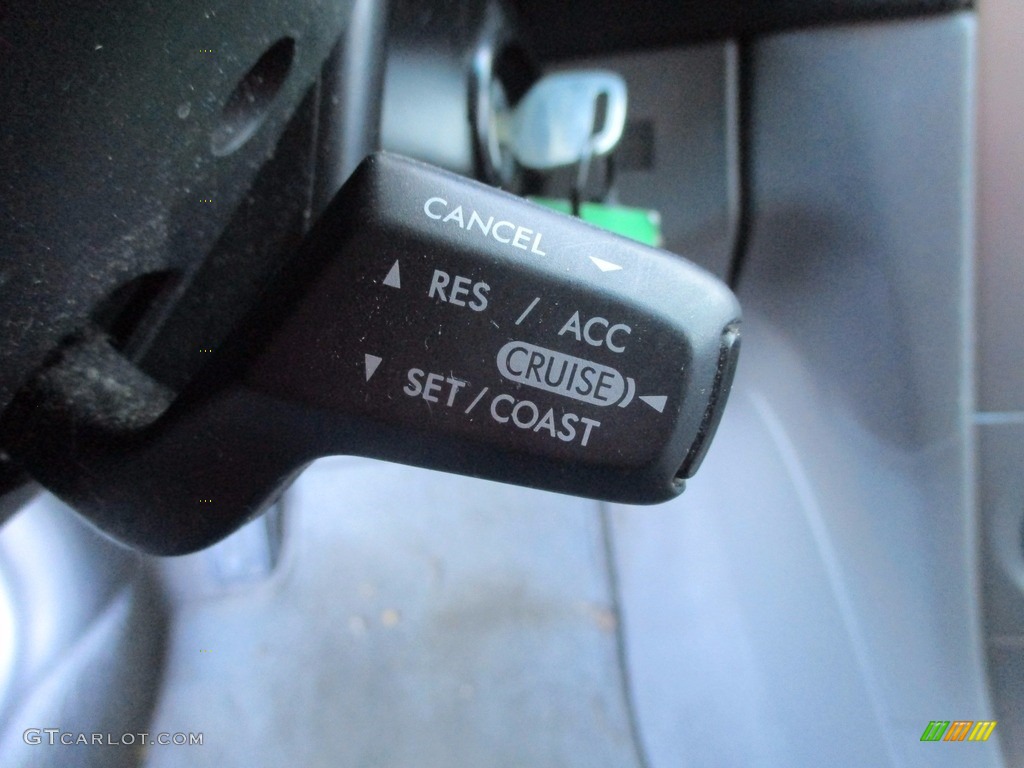 CANCEL
RES / ACC
CRUISE
SET / COAST
GTCARLOT.COM